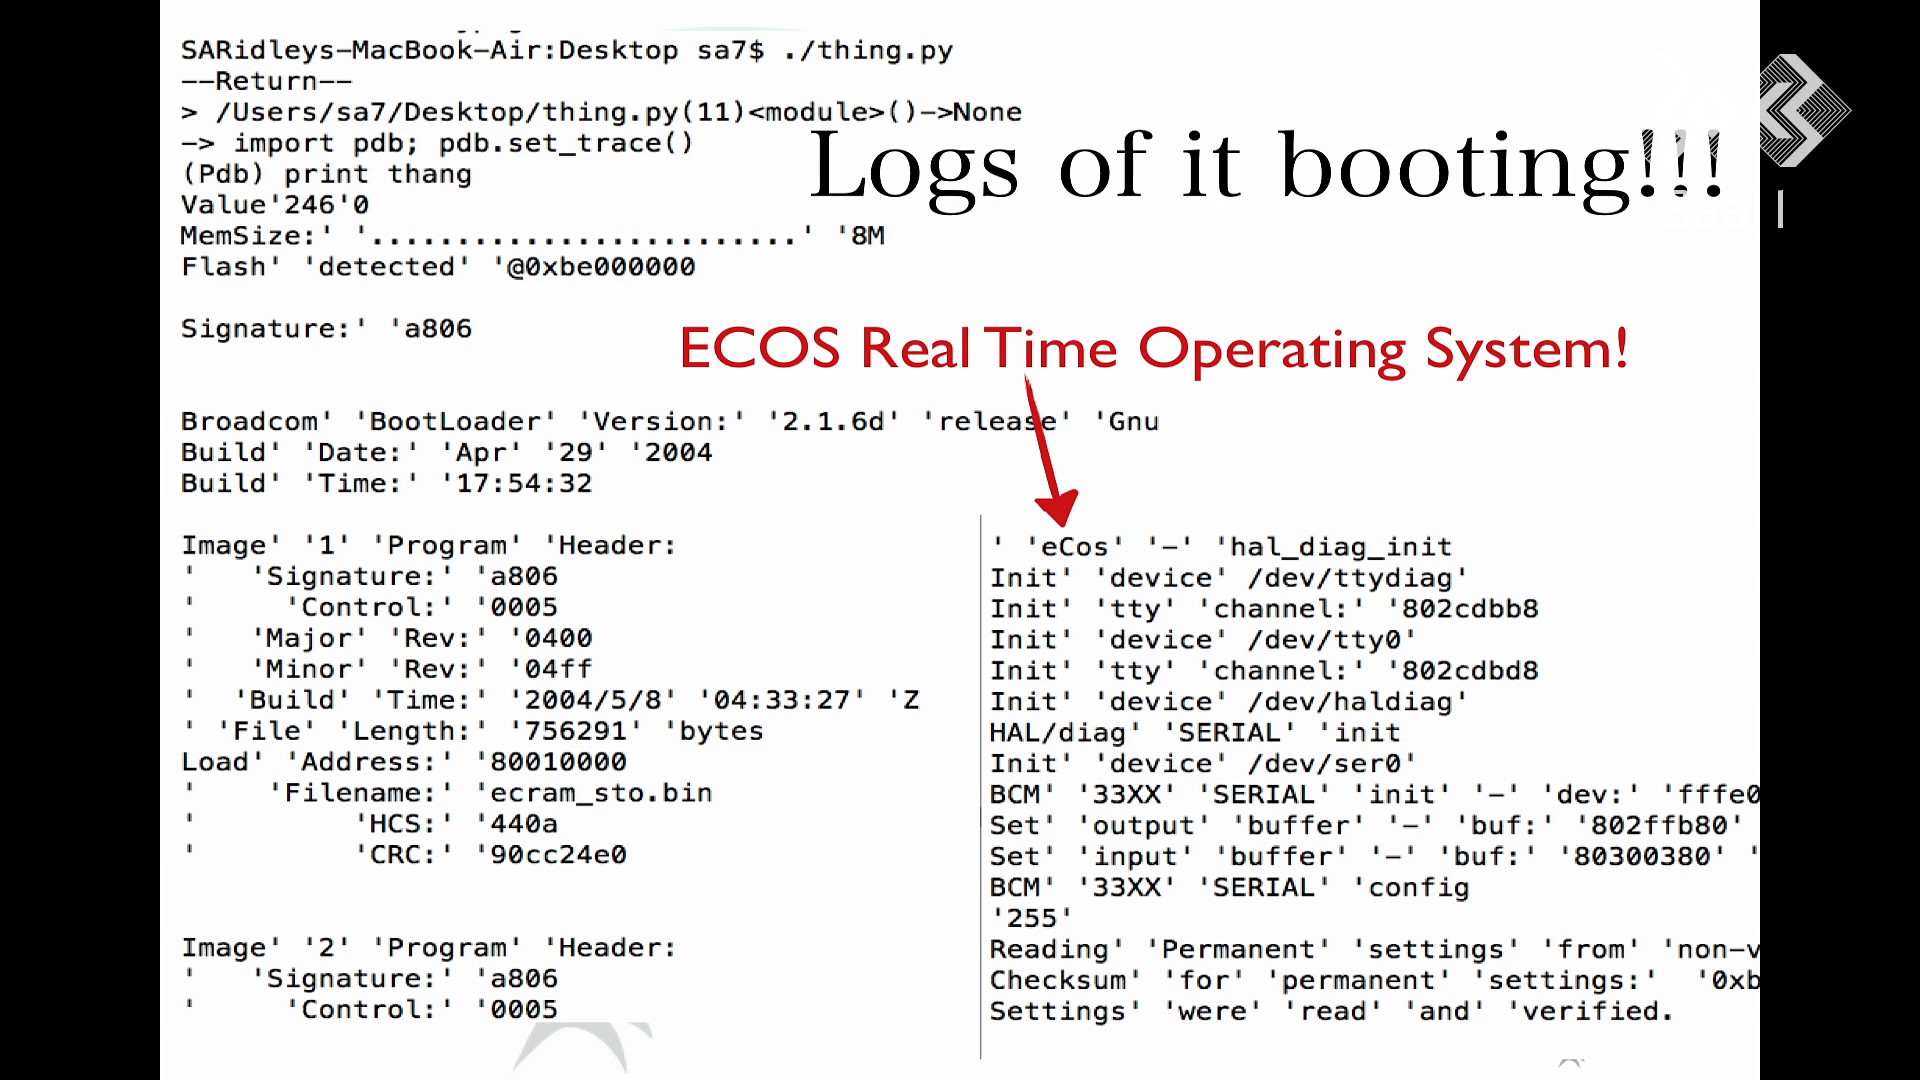 SARidleys-MacBook-Air:Desktop sa7$ ./thing.py
--Return--
> /Users/sa7/Desktop/thing.py(11)<module>()->None
-> import pdb; pdb.set_trace()
(Pdb) print thang
Value'246'0
MemSize:' '.........................' '8M
Flash' 'detected' '@0xbe000000
Logs of it booting!!!
Signature:' 'a806
ECOS Real Time Operating System!
Broadcom' 'BootLoader' 'Version:' '2.1.6d' 'release' 'Gnu
Build' 'Date:' 'Apr' '29' '2004
Build' 'Time:' '17:54:32
Image' '1' 'Program' 'Header:
'   'Signature:' 'a806
'     'Control:' '0005
'   'Major' 'Rev:' '0400
'   'Minor' 'Rev:' '04ff
'  'Build' 'Time:' '2004/5/8' '04:33:27' 'Z
' 'File' 'Length:' '756291' 'bytes
Load' 'Address:' '80010000
'    'Filename:' 'ecram_sto.bin
'         'HCS:' '440a
'         'CRC:' '90cc24e0
Image' '2' 'Program' 'Header:
'   'Signature:' 'a806
'     'Control:' '0005
' 'eCos' '-' 'hal_diag_init
Init' 'device' /dev/ttydiag'
Init' 'tty' 'channel:' '802cdbb8
Init' 'device' /dev/tty0'
Init' 'tty' 'channel:' '802cdbd8
Init' 'device' /dev/haldiag'
HAL/diag' 'SERIAL' 'init
Init' 'device' /dev/ser0'
BCM' '33XX' 'SERIAL' 'init' '-' 'dev:' 'fffe0
Set' 'output' 'buffer' '-' 'buf:' '802ffb80'
Set' 'input' 'buffer' '-' 'buf:' '80300380' '
BCM' '33XX' 'SERIAL' 'config
'255'
Reading' 'Permanent' 'settings' 'from' 'non-v
Checksum' 'for' 'permanent' 'settings:'  '0xb
Settings' 'were' 'read' 'and' 'verified.